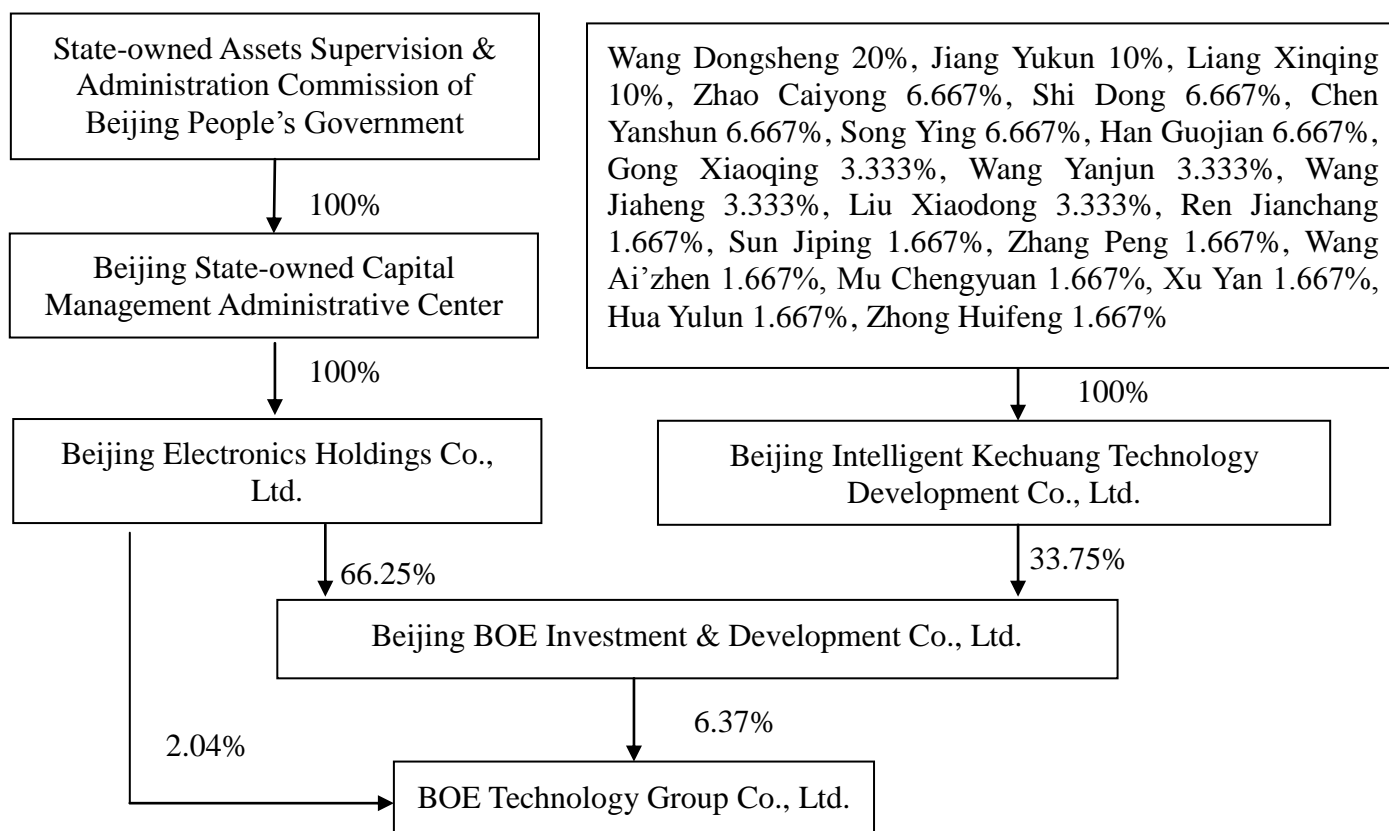 State-owned Assets Supervision &
Administration Commission of
Beijing People's Government
Wang Dongsheng 20%, Jiang Yukun 10%, Liang Xinqing
10%, Zhao Caiyong 6.667%, Shi Dong 6.667%, Chen
Yanshun 6.667%, Song Ying 6.667%, Han Guojian 6.667%,
Gong Xiaoqing 3.333%, Wang Yanjun 3.333%, Wang
Jiaheng 3.333%, Liu Xiaodong 3.333%, Ren Jianchang
1.667%, Sun Jiping 1.667%, Zhang Peng 1.667%, Wang
Ai'zhen 1.667%, Mu Chengyuan 1.667%, Xu Yan 1.667%,
Hua Yulun 1.667%, Zhong Huifeng 1.667%
100%
Beijing State-owned Capital
Management Administrative Center
100%
100%
Beijing Electronics Holdings Co.,
Ltd.
Beijing Intelligent Kechuang Technology
Development Co., Ltd.
66.25%
33.75%
Beijing BOE Investment & Development Co., Ltd.
6.37%
2.04%
BOE Technology Group Co., Ltd.